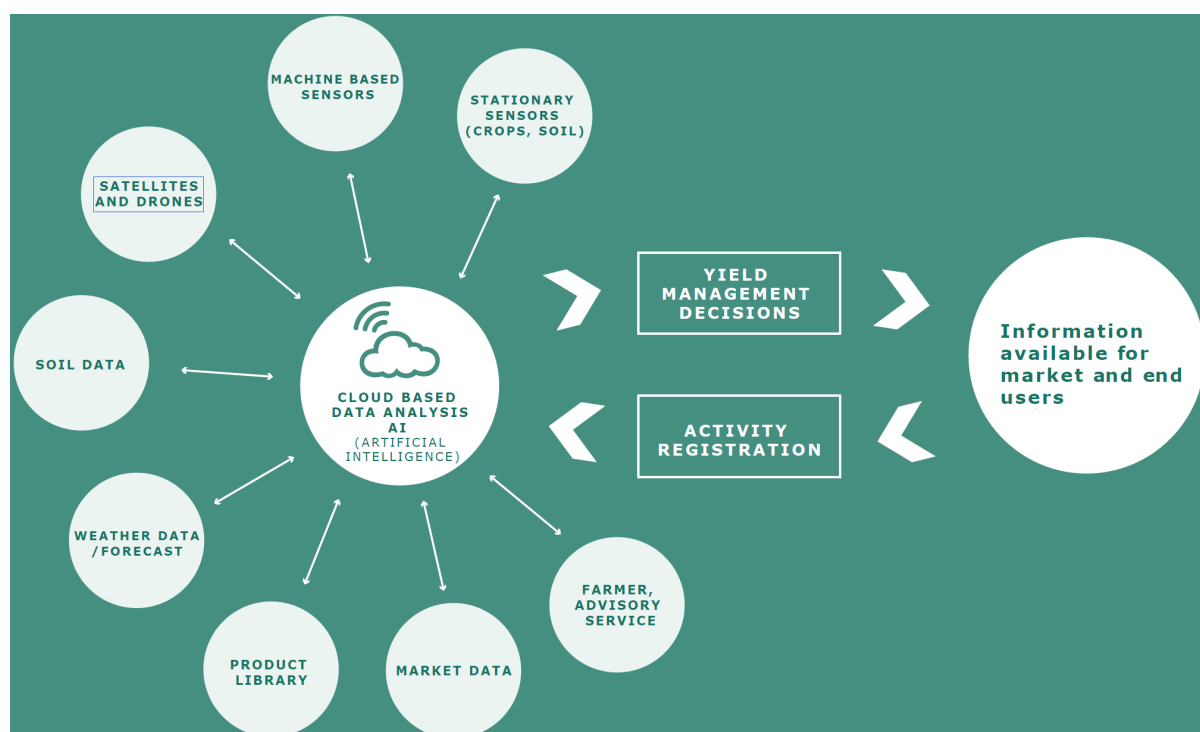 MACHINE BASED
SENSORS
STATIONARY
SENSORS
(CROPS, SOIL)
SATELLITES
AND DRONES
SOIL DATA
WEATHER DATA
/FORECAST
PRODUCT
LIBRARY
MARKET DATA
FARMER,
ADVISORY
SERVICE
CLOUD BASED
DATA ANALYSIS
AI
(ARTIFICIAL
INTELLIGENCE)
YIELD
MANAGEMENT
DECISIONS
ACTIVITY
REGISTRATION
Information
available for
market and end
users